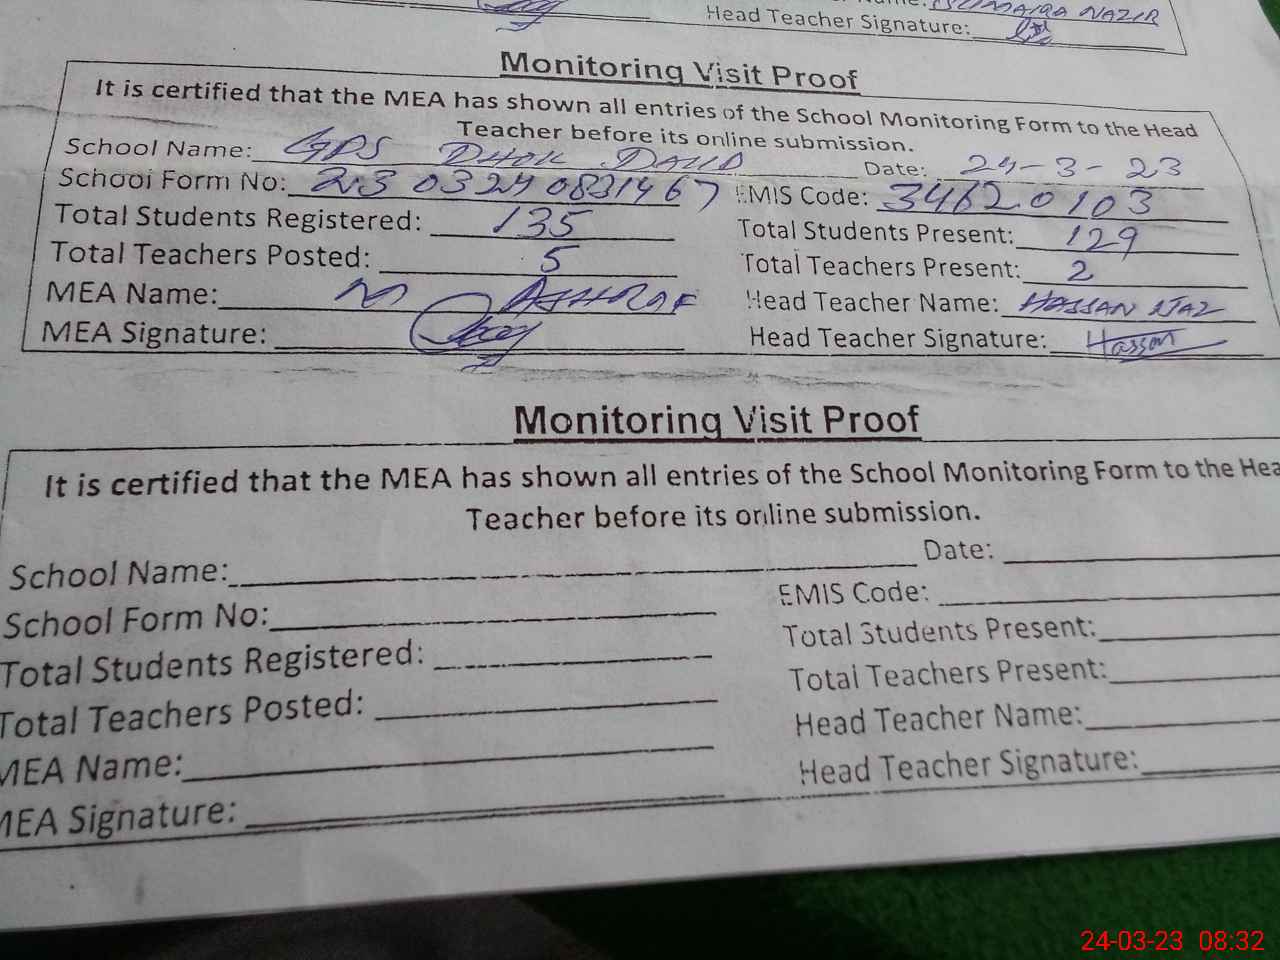 Name: SUMAIRA NAZIR
Head Teacher Signature:
Monitoring Visit Proof
It is certified that the MEA has shown all entries of the School Monitoring Form to the Head
Teacher before its online submission.
School Name: GPS DHOK DAUD Date: 24-3-23
School Form No: 2303240831467 EMIS Code: 34620103
Total Students Registered: 135 Total Students Present: 129
Total Teachers Posted: 5 Total Teachers Present: 2
MEA Name: M ASHRAF Head Teacher Name: HASSAN NAZ
MEA Signature: Head Teacher Signature: Hassan
Monitoring Visit Proof
It is certified that the MEA has shown all entries of the School Monitoring Form to the Hea
Teacher before its online submission.
School Name: Date:
School Form No: EMIS Code:
Total Students Registered: Total Students Present:
Total Teachers Posted: Total Teachers Present:
MEA Name: Head Teacher Name:
MEA Signature: Head Teacher Signature:
24-03-23 08:32